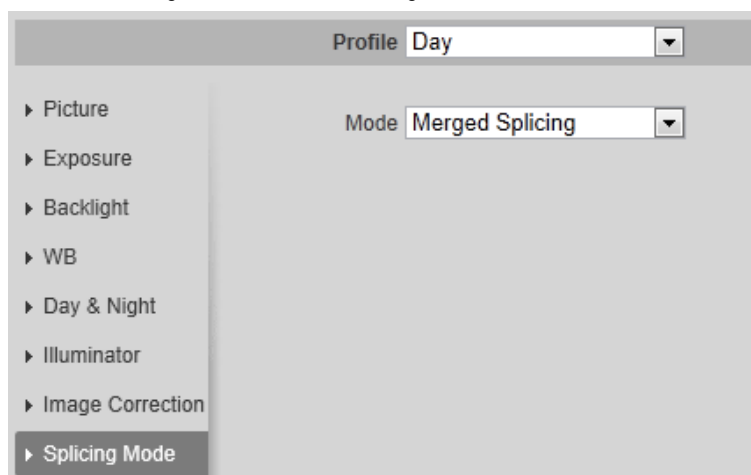 Profile Day
Picture
Mode Merged Splicing
Exposure
Backlight
WB
Day & Night
Illuminator
Image Correction
Splicing Mode